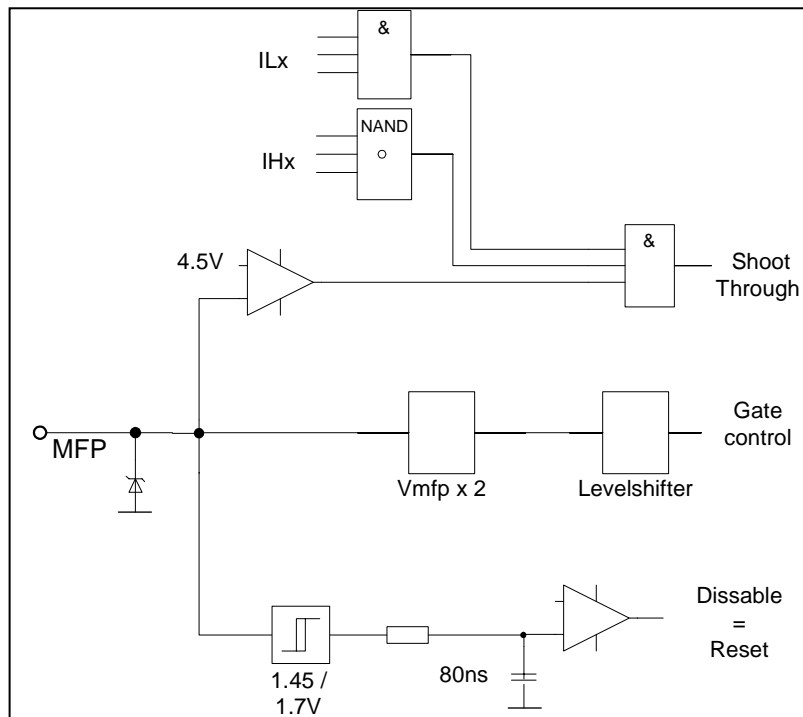 &
ILx
NAND
IHx
&
4.5V
Shoot
Through
MFP
Gate
control
Vmfp x 2
Levelshifter
Dissable
=
Reset
80ns
1.45 /
1.7V